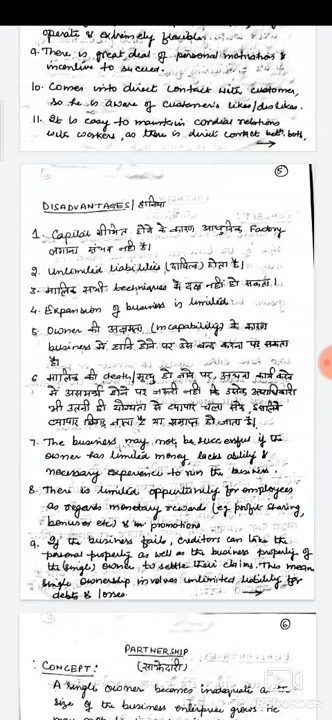 operate & extremely flexible.
9. There is great deal of personal motivation &
incentive to succeed.
10. Comes into direct contact with customer,
so he is aware of customer's likes/dislikes.
11. It is easy to maintain cordial relations
with workers, as there is direct contact betn. both.
5
DISADVANTAGES/हानियां
1. Capital सीमित होने के कारण आधुनिक Factory
लगाना संभव नहीं है।
2. Unlimited liabilities (दायित्व) होता है।
3. मालिक सभी techniques में दक्ष नहीं हो सकता।
4. Expansion of business is limited.
5. Owner की अक्षमता (incapability) के कारण
business में हानि होने पर उसे बन्द करना पड़ सकता
है।
6. मालिक की death/मृत्यु हो जाने पर, अथवा कार्य करने
में असमर्थ होने पर जरूरी नहीं कि उसके उत्तराधिकारी
भी उतनी ही योग्यता से व्यापार चला सकें, इसलिये
व्यापार बिगड़ जाता है या समाप्त हो जाता है।
7. The business may not be successful if the
owner has limited money, lacks ability &
necessary experience to run the business.
8. There is limited opportunity for employees
as regards monetary rewards (eg profit sharing,
bonuses etc) & or promotions
9. If the business fails, creditors can take the
personal property as well as the business property of
the (single) owner to settle their claims. This means
single ownership involves unlimited liability for
debts & losses.
6
PARTNERSHIP
(साझेदारी)
CONCEPT:
A single owner becomes inadequate as
size of the business enterprise grows. He
may not